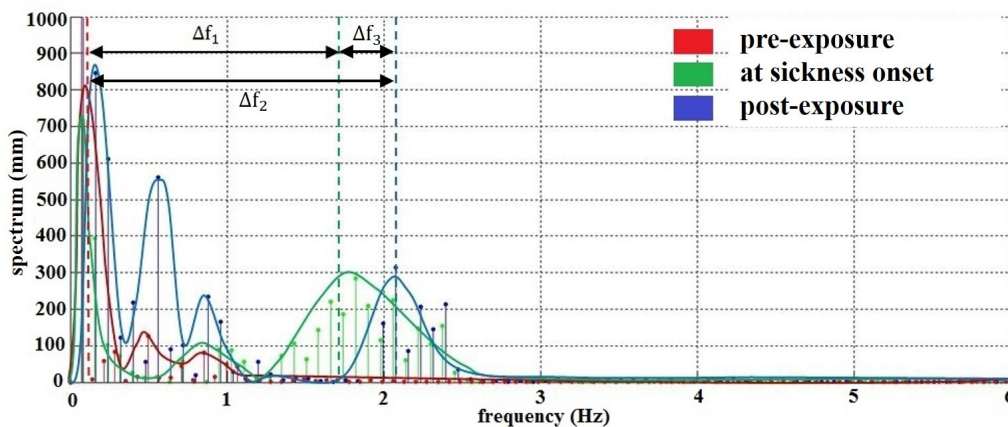 1000
900
800
700
600
500
400
300
200
100
0
spectrum (mm)
Δf₁
Δf₃
Δf₂
pre-exposure
at sickness onset
post-exposure
0
1
2
3
4
5
6
frequency (Hz)